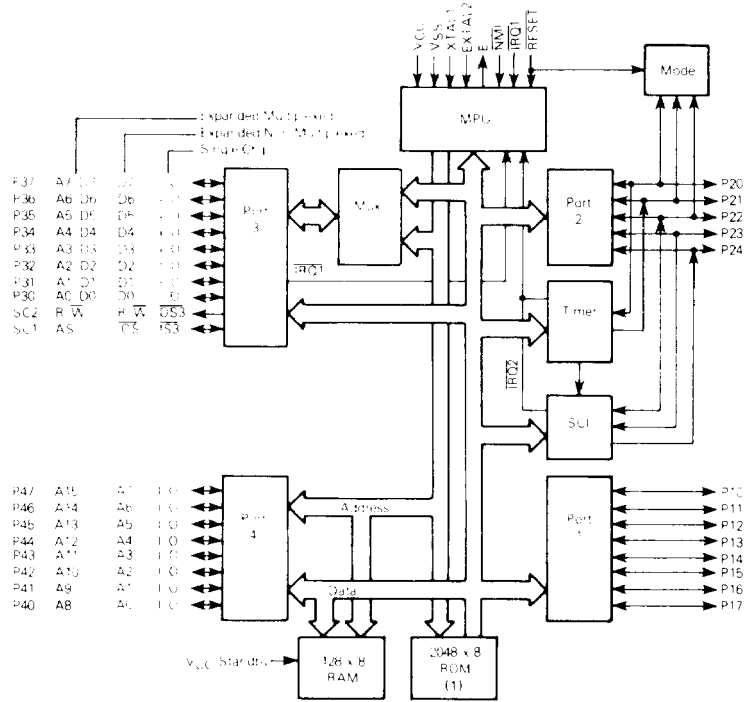 VCC
VSS
XTAL1
EXTAL2
E
NMI
IRQ1
RESET
Mode
MPU
Expanded Multiplexed
Expanded Non-Multiplexed
Single Chip
P37 A7 D7 D7 I/O
P36 A6 D6 D6 I/O
P35 A5 D5 D5 I/O
P34 A4 D4 D4 I/O
P33 A3 D3 D3 I/O
P32 A2 D2 D2 I/O
P31 A1 D1 D1 I/O
P30 A0 D0 D0 I/O
SC2 R/W R/W OS3
SC1 AS IOS IS3
Port
3
Mux
Port
2
P20
P21
P22
P23
P24
IRQ1
Timer
IRQ2
SCI
P47 A15 A7 I/O
P46 A14 A6 I/O
P45 A13 A5 I/O
P44 A12 A4 I/O
P43 A11 A3 I/O
P42 A10 A2 I/O
P41 A9 A1 I/O
P40 A8 A0 I/O
Port
4
Address
Data
Port
1
P10
P11
P12
P13
P14
P15
P16
P17
VCC Standby
128 x 8
RAM
2048 x 8
ROM
(1)